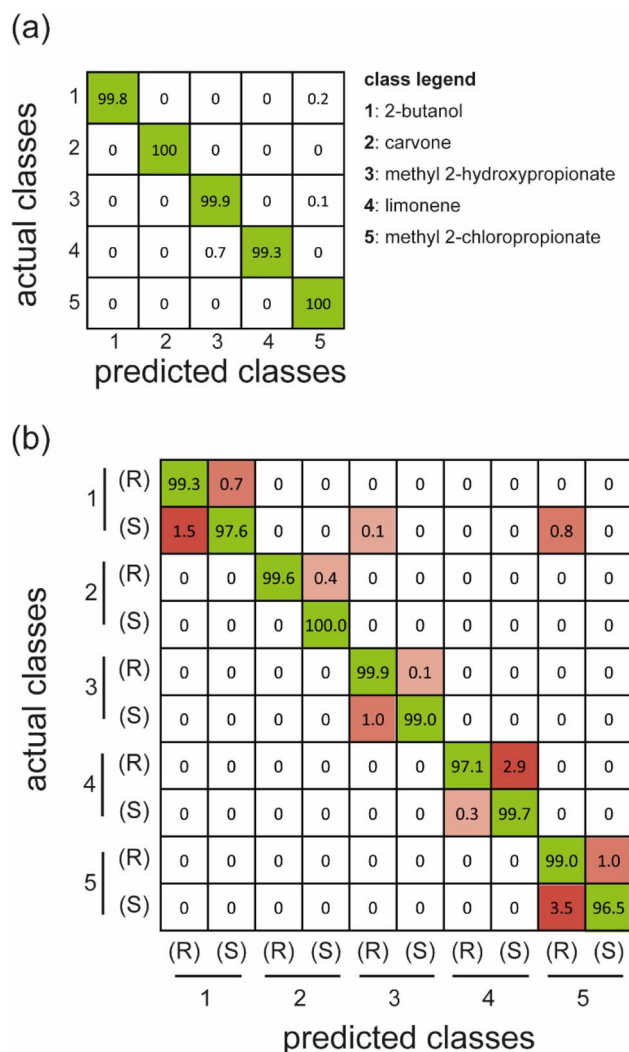 (a)
class legend
1: 2-butanol
2: carvone
3: methyl 2-hydroxypropionate
4: limonene
5: methyl 2-chloropropionate
actual classes
1 99.8 0 0 0 0.2
2 0 100 0 0 0
3 0 0 99.9 0 0.1
4 0 0 0.7 99.3 0
5 0 0 0 0 100
1 2 3 4 5
predicted classes
(b)
actual classes
1
(R) 99.3 0.7 0 0 0 0 0 0 0 0
(S) 1.5 97.6 0 0 0.1 0 0 0 0.8 0
2
(R) 0 0 99.6 0.4 0 0 0 0 0 0
(S) 0 0 0 100.0 0 0 0 0 0 0
3
(R) 0 0 0 0 99.9 0.1 0 0 0 0
(S) 0 0 0 0 1.0 99.0 0 0 0 0
4
(R) 0 0 0 0 0 0 97.1 2.9 0 0
(S) 0 0 0 0 0 0 0.3 99.7 0 0
5
(R) 0 0 0 0 0 0 0 0 99.0 1.0
(S) 0 0 0 0 0 0 0 0 3.5 96.5
(R) (S) (R) (S) (R) (S) (R) (S) (R) (S)
1 2 3 4 5
predicted classes